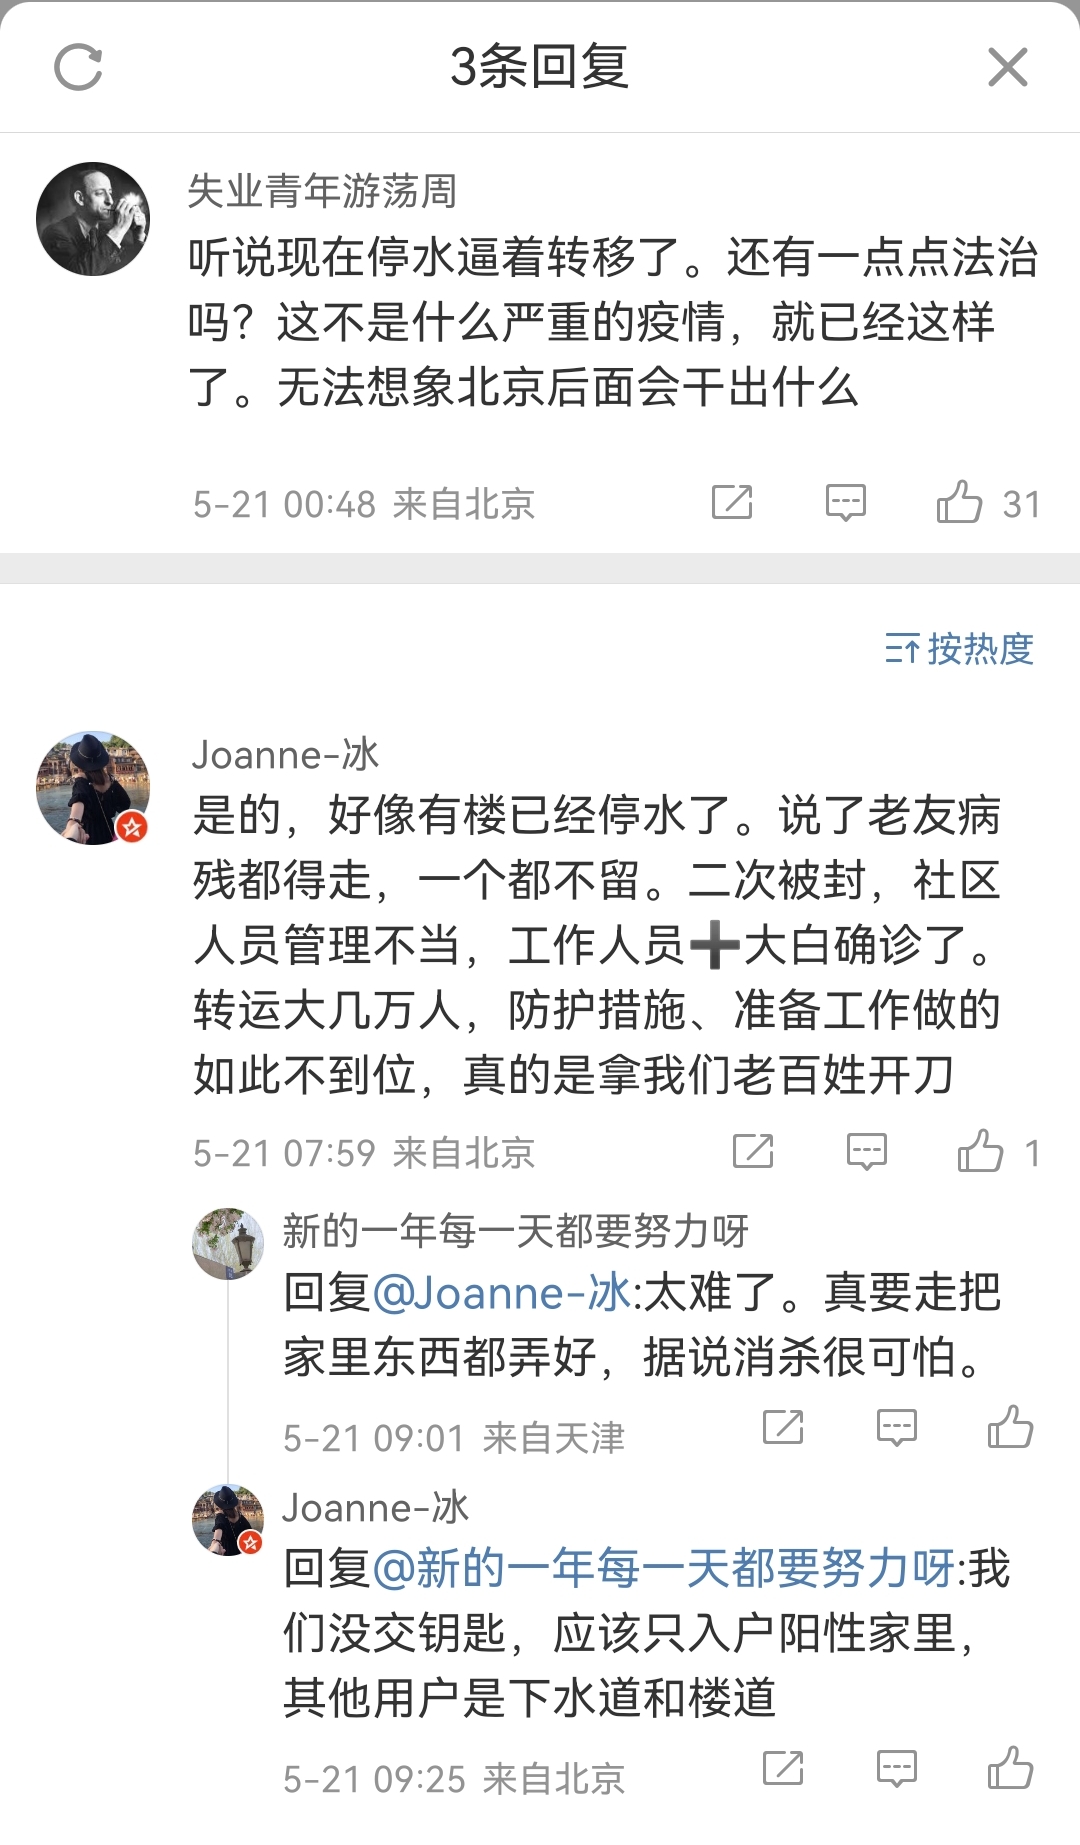 3条回复
失业青年游荡周
听说现在停水逼着转移了。还有一点点法治
吗？这不是什么严重的疫情，就已经这样
了。无法想象北京后面会干出什么
5-21 00:48 来自北京
31
按热度
Joanne-冰
是的，好像有楼已经停水了。说了老友病
残都得走，一个都不留。二次被封，社区
人员管理不当，工作人员➕大白确诊了。
转运大几万人，防护措施、准备工作做的
如此不到位，真的是拿我们老百姓开刀
5-21 07:59 来自北京
1
新的一年每一天都要努力呀
回复@Joanne-冰:太难了。真要走把
家里东西都弄好，据说消杀很可怕。
5-21 09:01 来自天津
Joanne-冰
回复@新的一年每一天都要努力呀:我
们没交钥匙，应该只入户阳性家里，
其他用户是下水道和楼道
5-21 09:25 来自北京